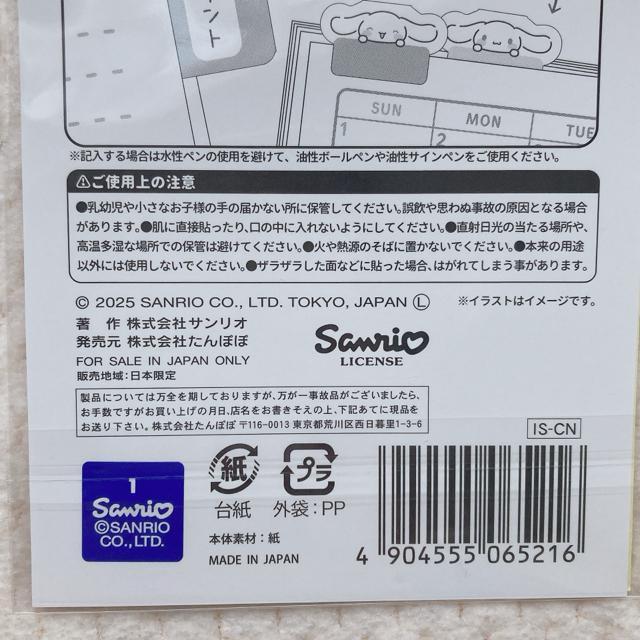 ント
SUN
MON
TUE
1
2
※記入する場合は水性ペンの使用を避けて、油性ボールペンや油性サインペンをご使用ください。
⚠ご使用上の注意
●乳幼児や小さなお子様の手の届かない所に保管してください。誤飲や思わぬ事故の原因となる場合
があります。●肌に直接貼ったり、口の中に入れないようにしてください。●直射日光の当たる場所や、
高温多湿な場所での保管は避けてください。●火や熱源のそばに置かないでください。●本来の用途
以外には使用しないでください。●ザラザラした面などに貼った場合、はがれてしまう事があります。
© 2025 SANRIO CO., LTD. TOKYO, JAPAN Ⓛ ※イラストはイメージです。
著 作 株式会社サンリオ
発売元 株式会社たんぽぽ
FOR SALE IN JAPAN ONLY
販売地域:日本限定
Sanrio
LICENSE
製品については万全を期しておりますが、万が一事故品がございましたら、
お手数ですがお買い上げの月日、店名をお書きそえの上、下記あてに現品を
お送り下さい。株式会社たんぽぽ 〒116-0013 東京都荒川区西日暮里1-3-6
IS-CN
1
Sanrio
©SANRIO
CO., LTD.
紙
台紙
プラ
外袋:PP
本体素材:紙
MADE IN JAPAN
4 904555 065216